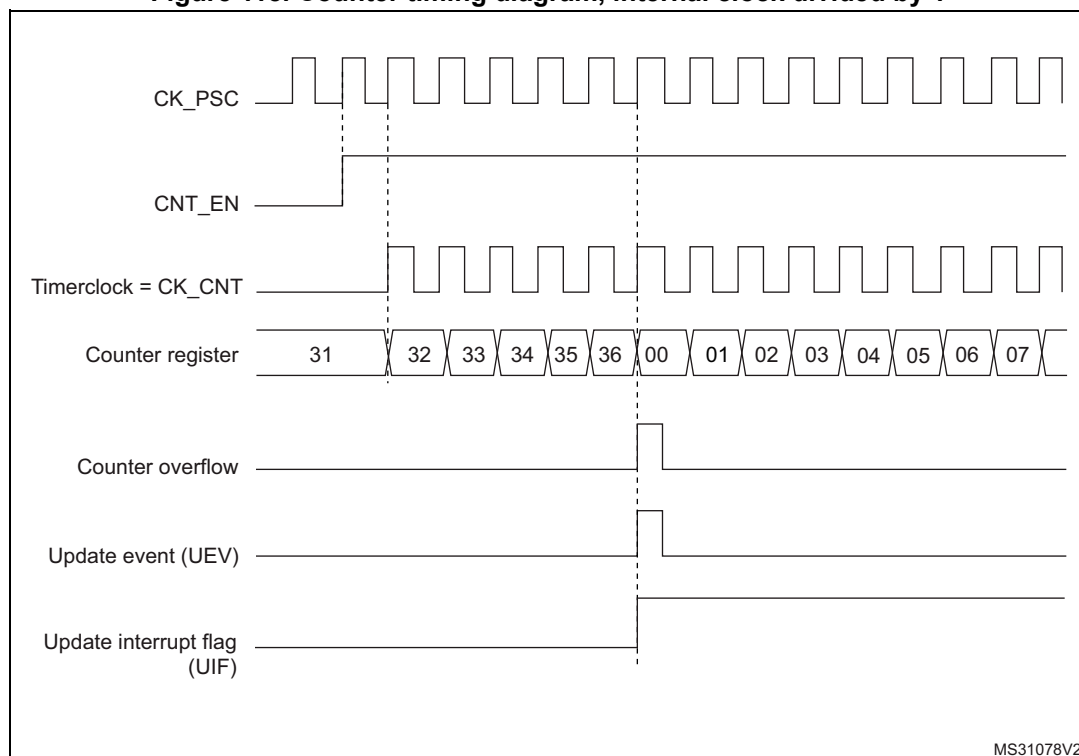 CK_PSC
CNT_EN
Timerclock = CK_CNT
Counter register 31 32 33 34 35 36 00 01 02 03 04 05 06 07
Counter overflow
Update event (UEV)
Update interrupt flag
(UIF)
MS31078V2